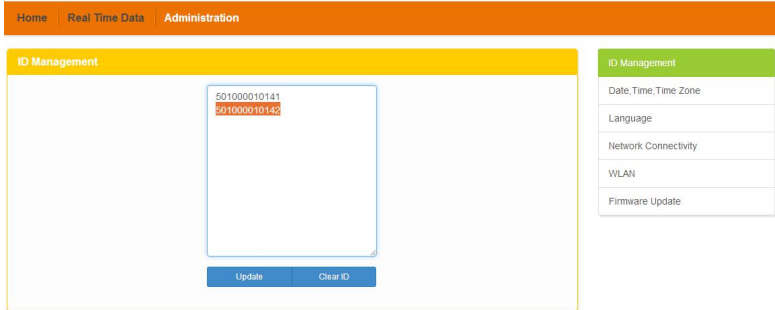 Home Real Time Data Administration
ID Management
501000010141
501000010142
Update Clear ID
ID Management
Date,Time,Time Zone
Language
Network Connectivity
WLAN
Firmware Update